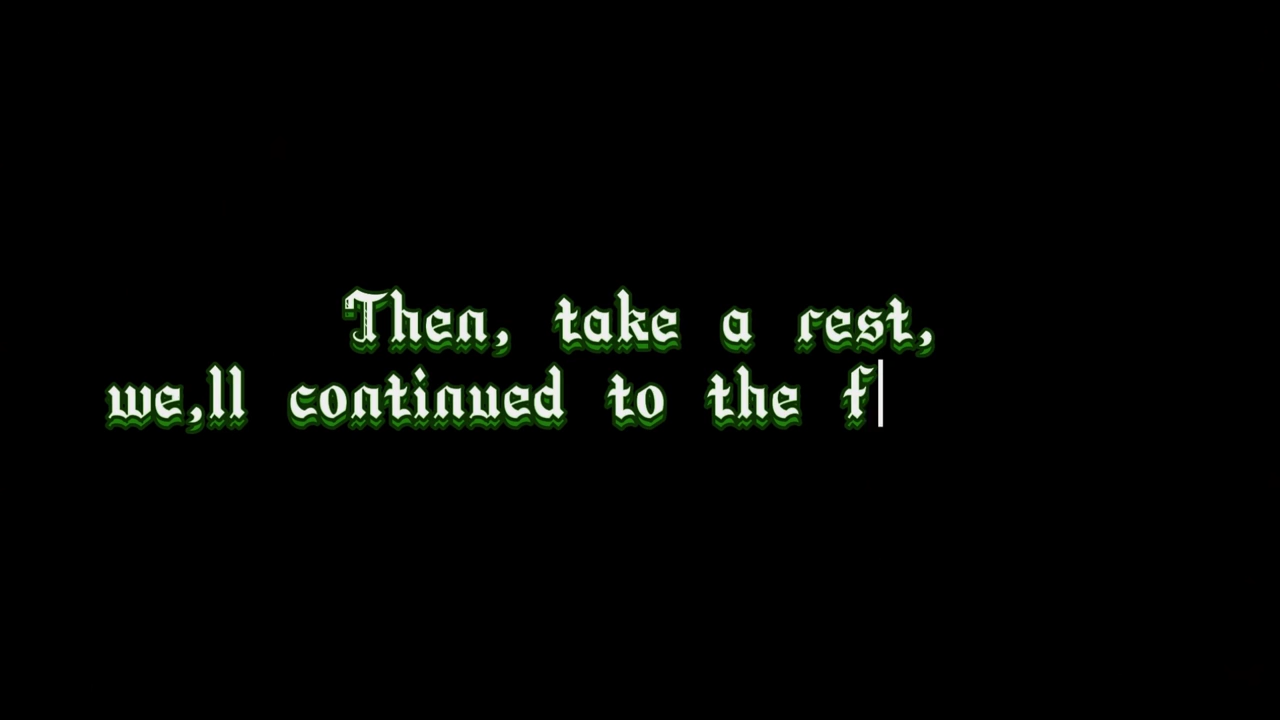 Then, take a rest,
we,ll continued to the f